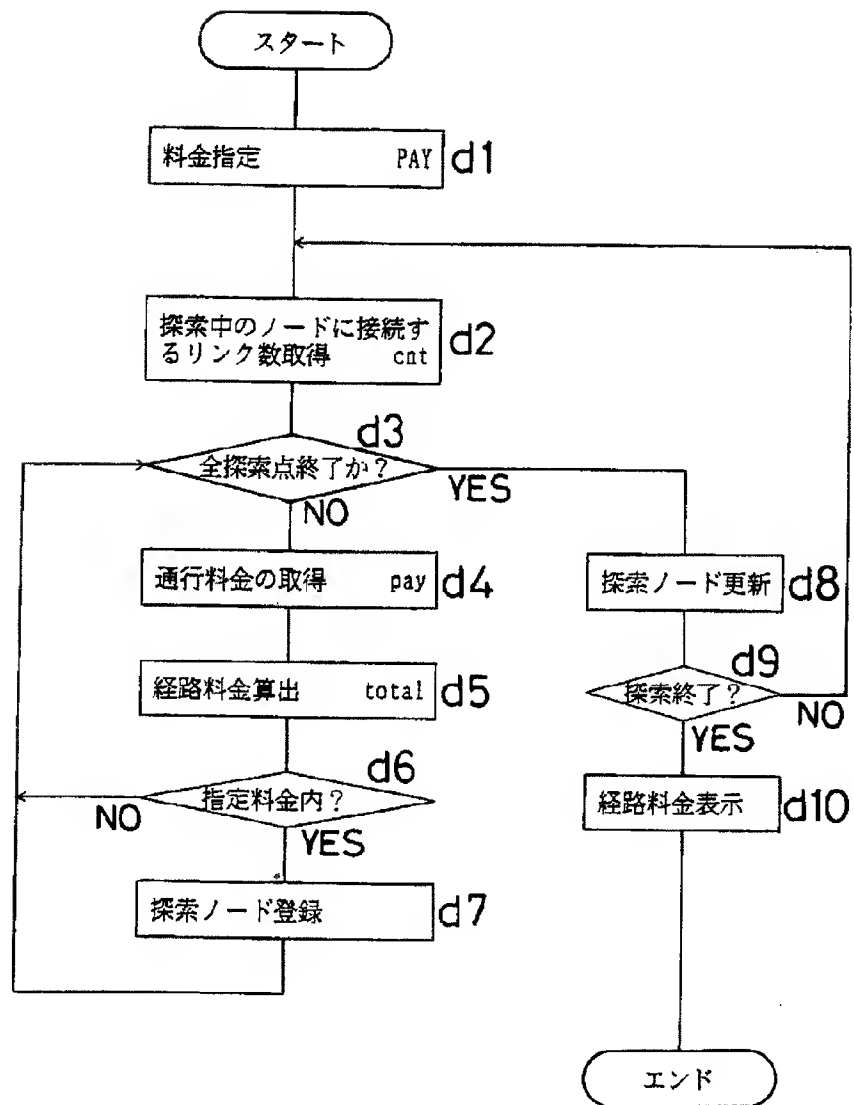 スタート
料金指定 PAY d1
探索中のノードに接続す
るリンク数取得 cnt d2
d3
全探索点終了か?
YES
NO
通行料金の取得 pay d4
経路料金算出 total d5
d6
指定料金内?
NO
YES
探索ノード登録 d7
探索ノード更新 d8
d9
探索終了?
NO
YES
経路料金表示 d10
エンド